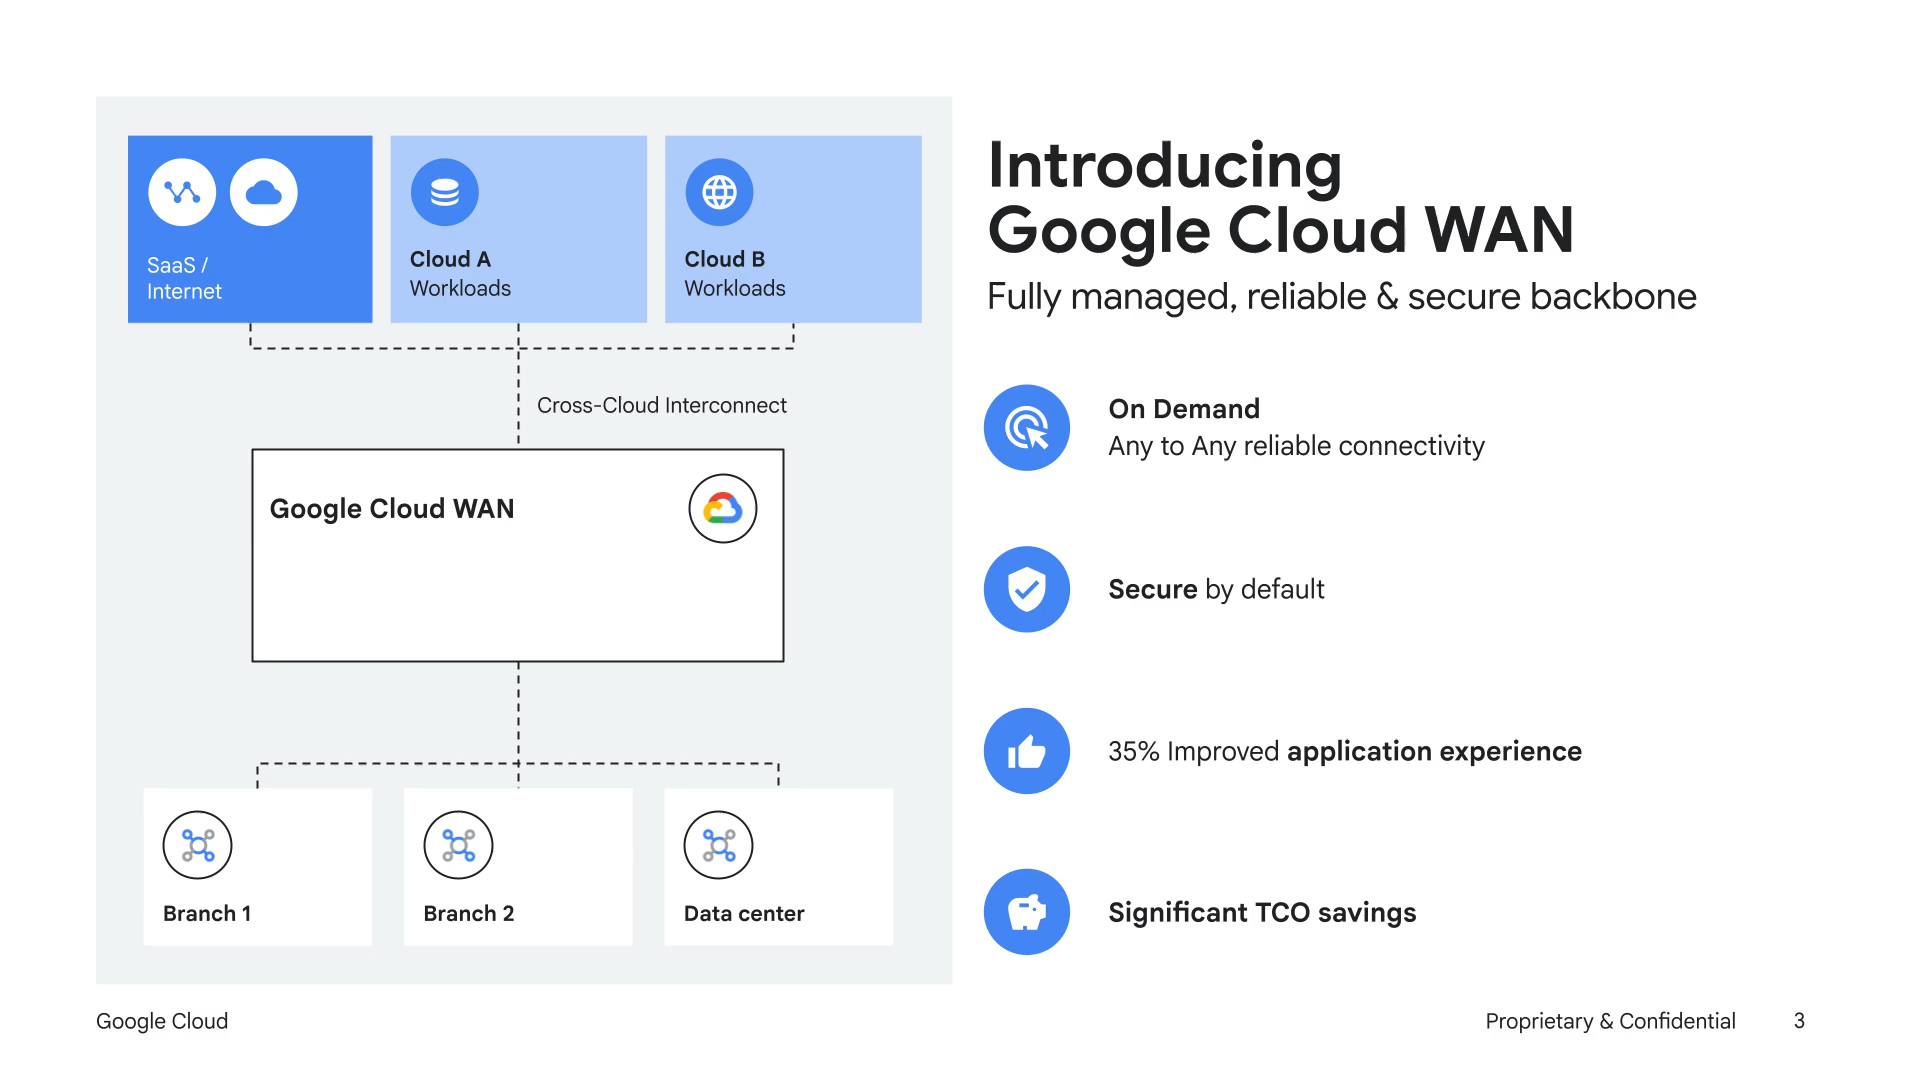 SaaS /
Internet
Cloud A
Workloads
Cloud B
Workloads
Cross-Cloud Interconnect
Google Cloud WAN
Branch 1
Branch 2
Data center
Introducing
Google Cloud WAN
Fully managed, reliable & secure backbone
On Demand
Any to Any reliable connectivity
Secure by default
35% Improved application experience
Significant TCO savings
Google Cloud
Proprietary & Confidential
3